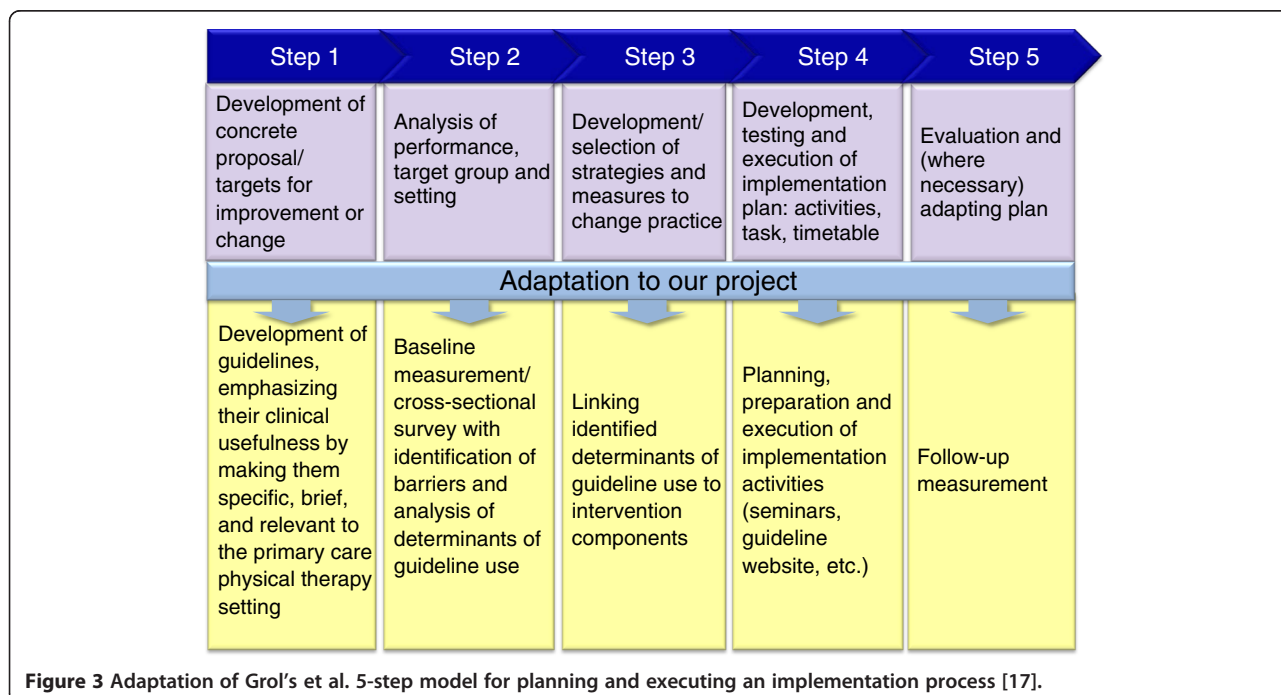 Step 1
Step 2
Step 3
Step 4
Step 5
Development of
concrete
proposal/
targets for
improvement or
change
Analysis of
performance,
target group and
setting
Development/
selection of
strategies and
measures to
change practice
Development,
testing and
execution of
implementation
plan: activities,
task, timetable
Evaluation and
(where
necessary)
adapting plan
Adaptation to our project
Development of
guidelines,
emphasizing
their clinical
usefulness by
making them
specific, brief,
and relevant to
the primary care
physical therapy
setting
Baseline
measurement/
cross-sectional
survey with
identification of
barriers and
analysis of
determinants of
guideline use
Linking
identified
determinants of
guideline use to
intervention
components
Planning,
preparation and
execution of
implementation
activities
(seminars,
guideline
website, etc.)
Follow-up
measurement
Figure 3 Adaptation of Grol's et al. 5-step model for planning and executing an implementation process [17].